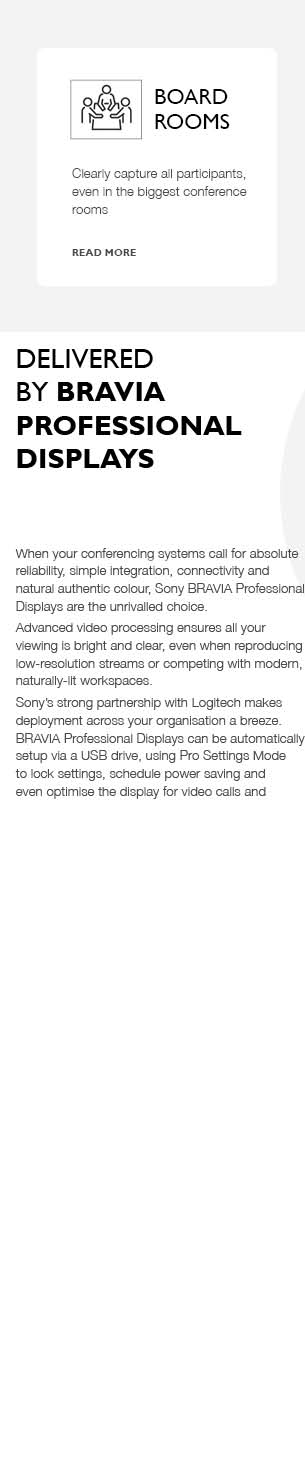 BOARD
ROOMS
Clearly capture all participants,
even in the biggest conference
rooms
READ MORE
DELIVERED
BY BRAVIA
PROFESSIONAL
DISPLAYS
When your conferencing systems call for absolute
reliability, simple integration, connectivity and
natural authentic colour, Sony BRAVIA Professional
Displays are the unrivalled choice.
Advanced video processing ensures all your
viewing is bright and clear, even when reproducing
low-resolution streams or competing with modern,
naturally-lit workspaces.
Sony's strong partnership with Logitech makes
deployment across your organisation a breeze.
BRAVIA Professional Displays can be automatically
setup via a USB drive, using Pro Settings Mode
to lock settings, schedule power saving and
even optimise the display for video calls and